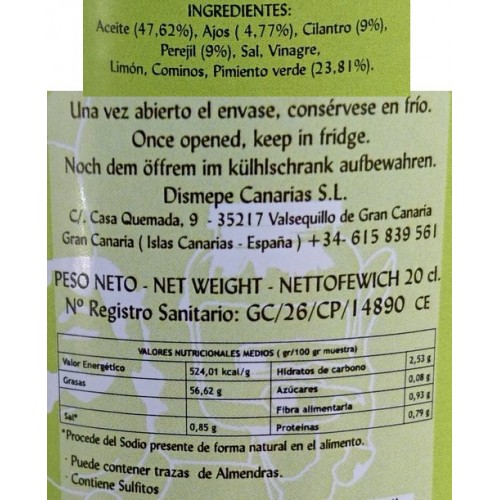 INGREDIENTES:
Aceite (47,62%), Ajos ( 4,77%), Cilantro (9%),
Perejil (9%), Sal, Vinagre,
Limón, Cominos, Pimiento verde (23,81%).
Una vez abierto el envase, consérvese en frío.
Once opened, keep in fridge.
Noch dem öffrem im külhlschrank aufbewahren.
Dismepe Canarias S.L.
C/. Casa Quemada, 9 - 35217 Valsequillo de Gran Canaria
Gran Canaria ( Islas Canarias - España ) +34- 615 839 561
PESO NETO - NET WEIGHT - NETTOFEWICH 20 cl.
Nº Registro Sanitario: GC/26/CP/14890 CE
VALORES NUTRICIONALES MEDIOS ( gr/100 gr muestra)
Valor Energético 524,01 kcal/g Hidratos de carbono 2,53 g
Grasas 56,62 g Azúcares 0,08 g
Fibra alimentaria 0,93 g
Sal* 0,85 g Proteinas 0,79 g
*Procede del Sodio presente de forma natural en el alimento.
· Puede contener trazas de Almendras.
· Contiene Sulfitos